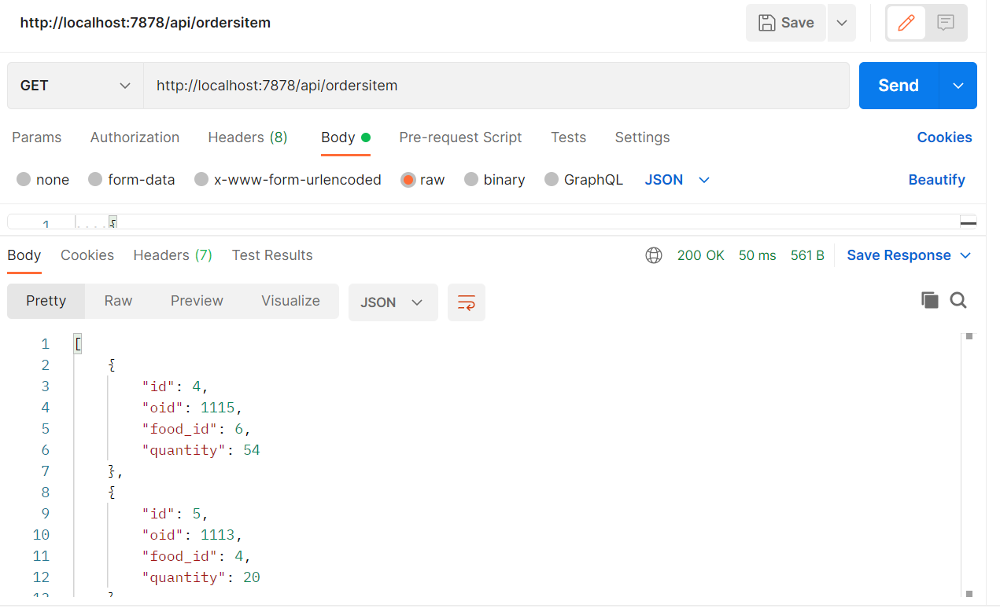 http://localhost:7878/api/ordersitem Save
GET http://localhost:7878/api/ordersitem Send
Params Authorization Headers (8) Body Pre-request Script Tests Settings Cookies
none form-data x-www-form-urlencoded raw binary GraphQL JSON Beautify
1 {
Body Cookies Headers (7) Test Results 200 OK 50 ms 561 B Save Response
Pretty Raw Preview Visualize JSON
1 [
2 {
3 "id": 4,
4 "oid": 1115,
5 "food_id": 6,
6 "quantity": 54
7 },
8 {
9 "id": 5,
10 "oid": 1113,
11 "food_id": 4,
12 "quantity": 20